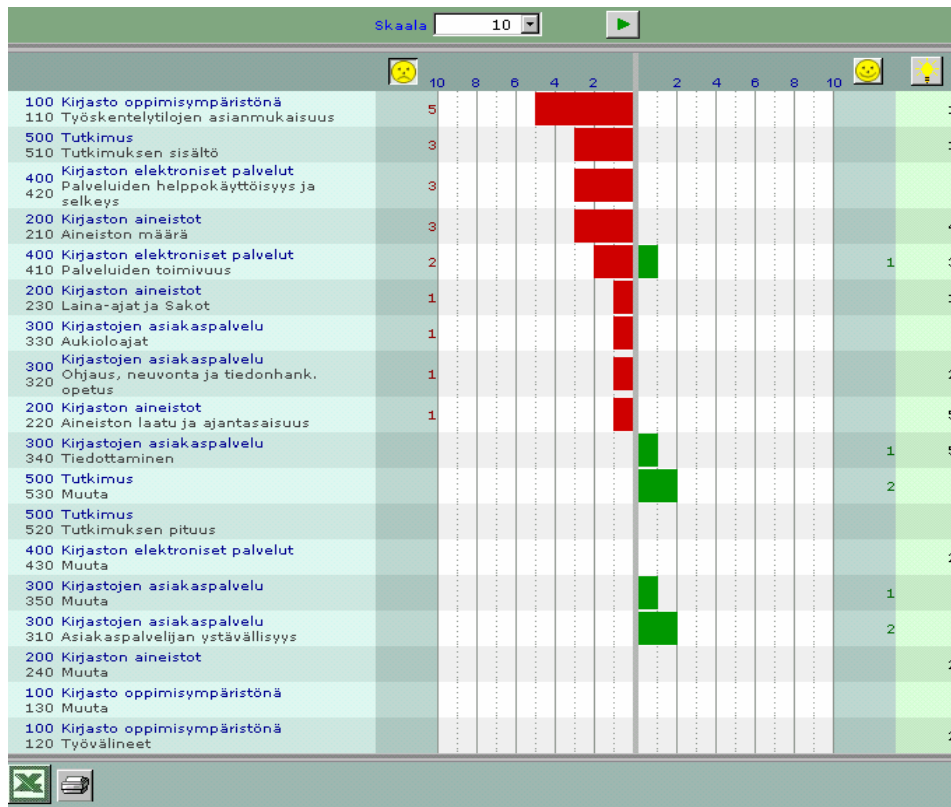 Skaala 10
10 8 6 4 2 2 4 6 8 10
100 Kirjasto oppimisympäristönä
110 Työskentelytilojen asianmukaisuus
5
500 Tutkimus
510 Tutkimuksen sisältö
3
400 Kirjaston elektroniset palvelut
420 Palveluiden helppokäyttöisyys ja
selkeys
3
200 Kirjaston aineistot
210 Aineiston määrä
3
400 Kirjaston elektroniset palvelut
410 Palveluiden toimivuus
2 1
200 Kirjaston aineistot
230 Laina-ajat ja Sakot
1
300 Kirjastojen asiakaspalvelu
330 Aukioloajat
1
300 Kirjastojen asiakaspalvelu
320 Ohjaus, neuvonta ja tiedonhank.
opetus
1
200 Kirjaston aineistot
220 Aineiston laatu ja ajantasaisuus
1
300 Kirjastojen asiakaspalvelu
340 Tiedottaminen
1
500 Tutkimus
530 Muuta
2
500 Tutkimus
520 Tutkimuksen pituus
400 Kirjaston elektroniset palvelut
430 Muuta
300 Kirjastojen asiakaspalvelu
350 Muuta
1
300 Kirjastojen asiakaspalvelu
310 Asiakaspalvelijan ystävällisyys
2
200 Kirjaston aineistot
240 Muuta
100 Kirjasto oppimisympäristönä
130 Muuta
100 Kirjasto oppimisympäristönä
120 Työvälineet